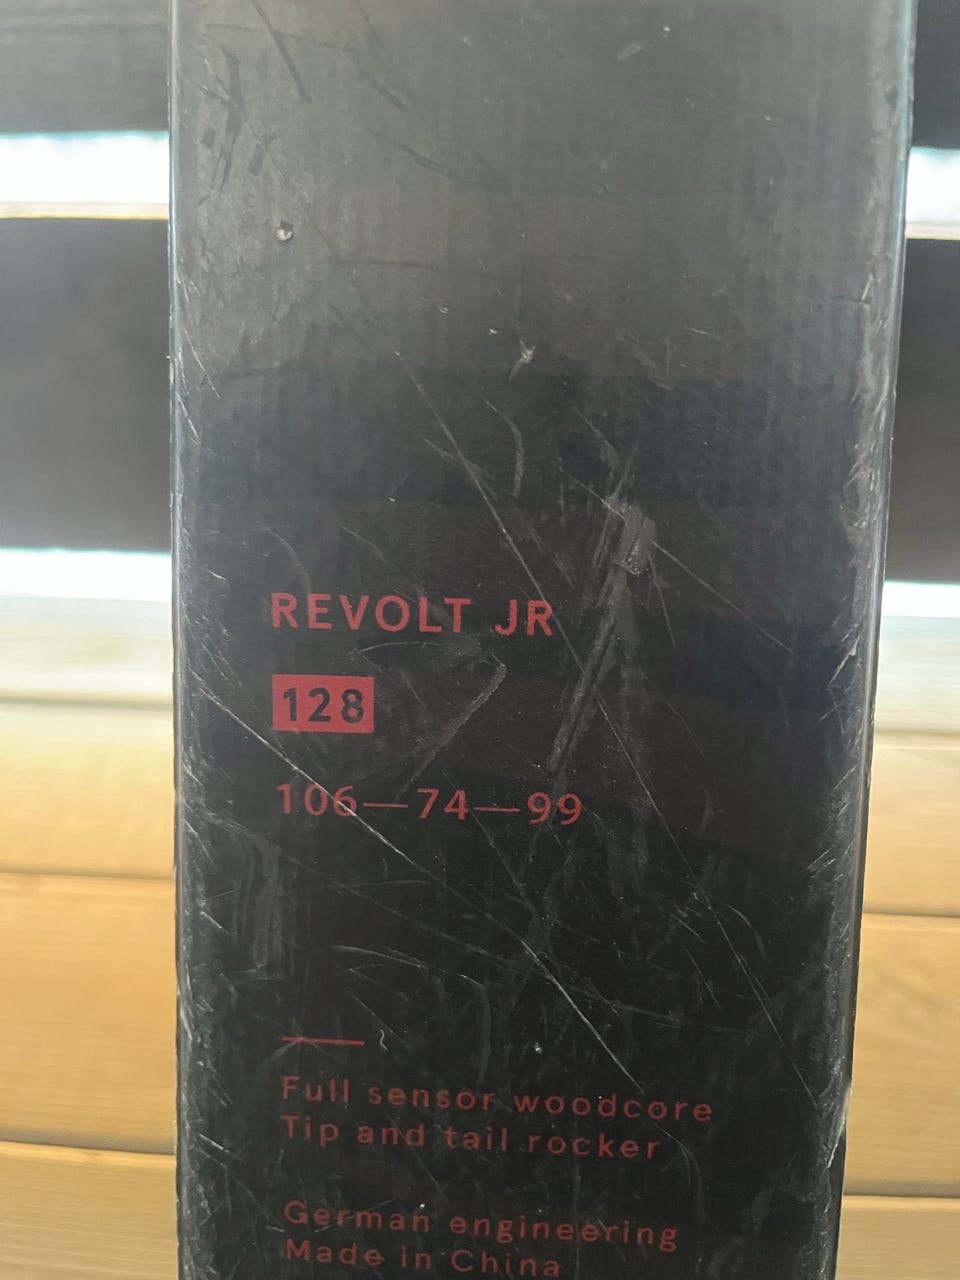 REVOLT JR
128
106—74—99
Full sensor woodcore
Tip and tail rocker
German engineering
Made in China